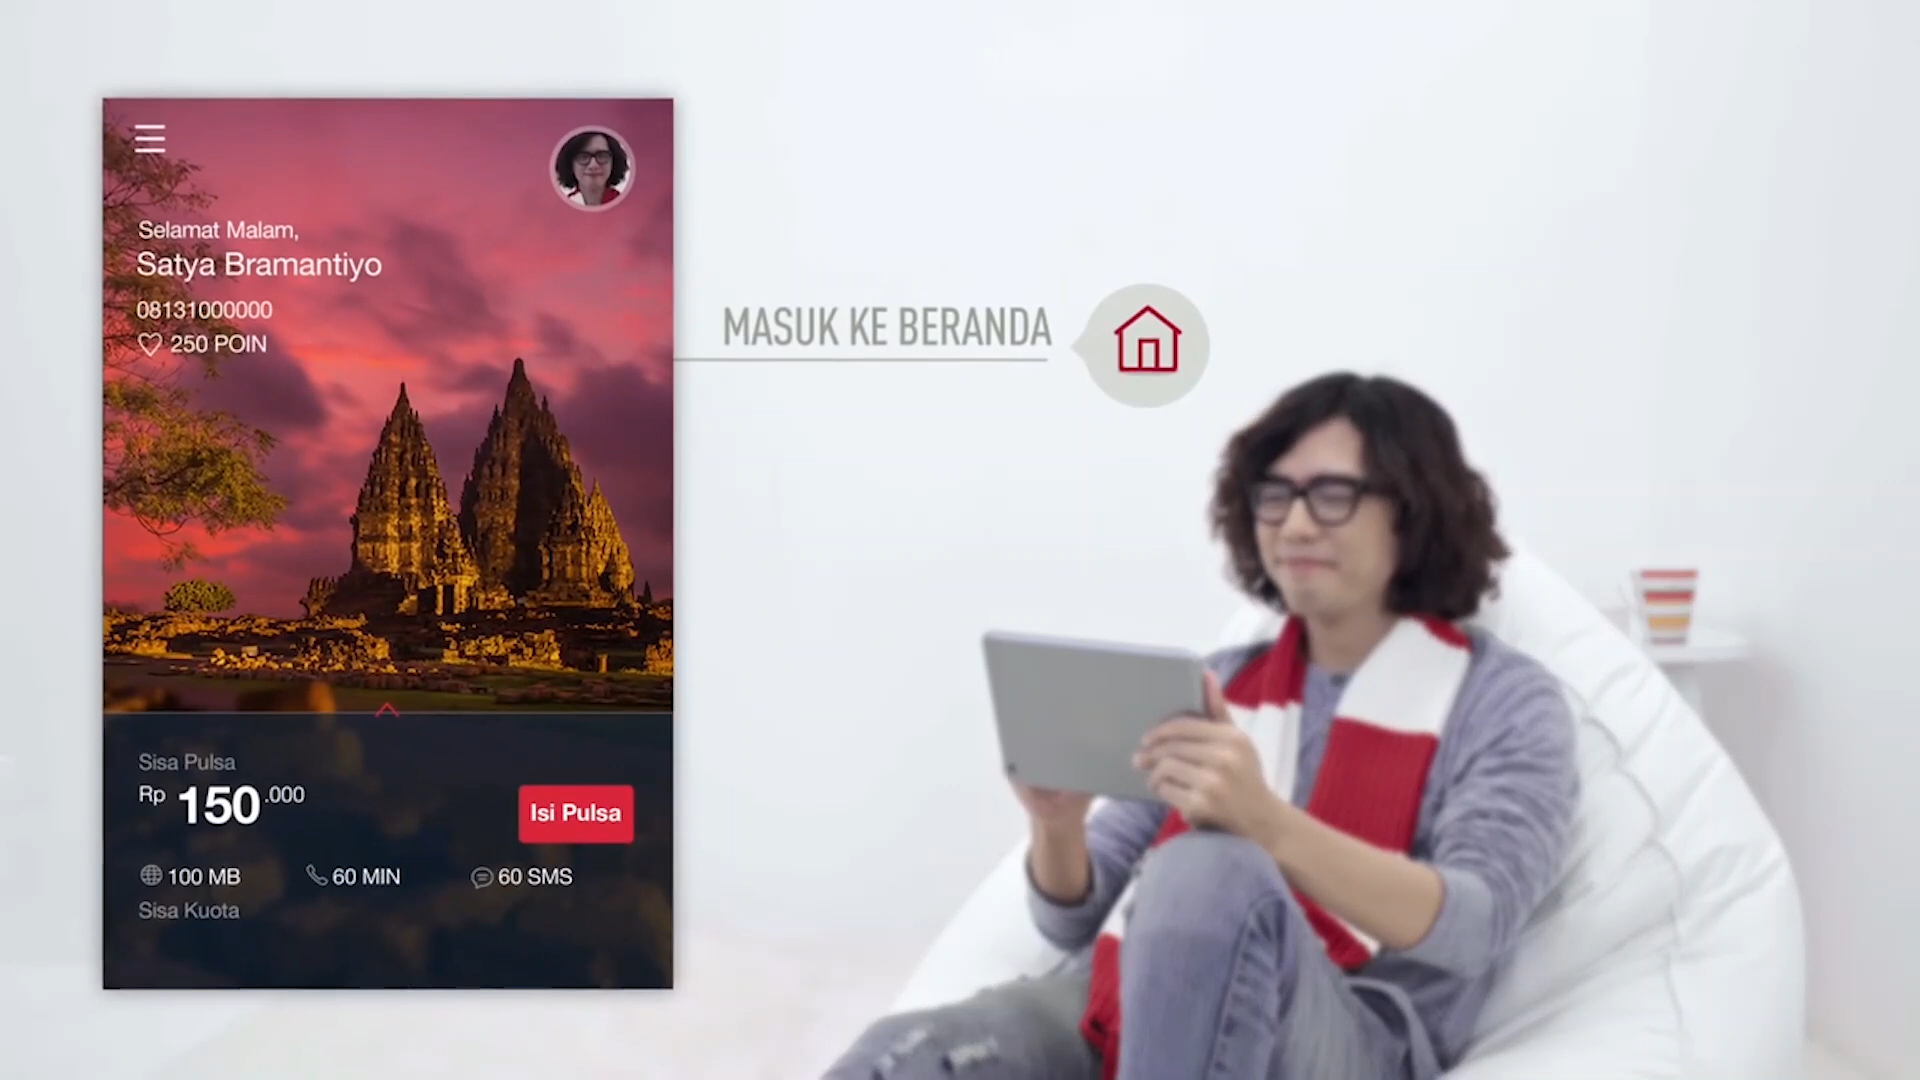 Selamat Malam,
Satya Bramantiyo
08131000000
250 POIN
MASUK KE BERANDA
Sisa Pulsa
Rp 150.000
Isi Pulsa
100 MB
60 MIN
60 SMS
Sisa Kuota